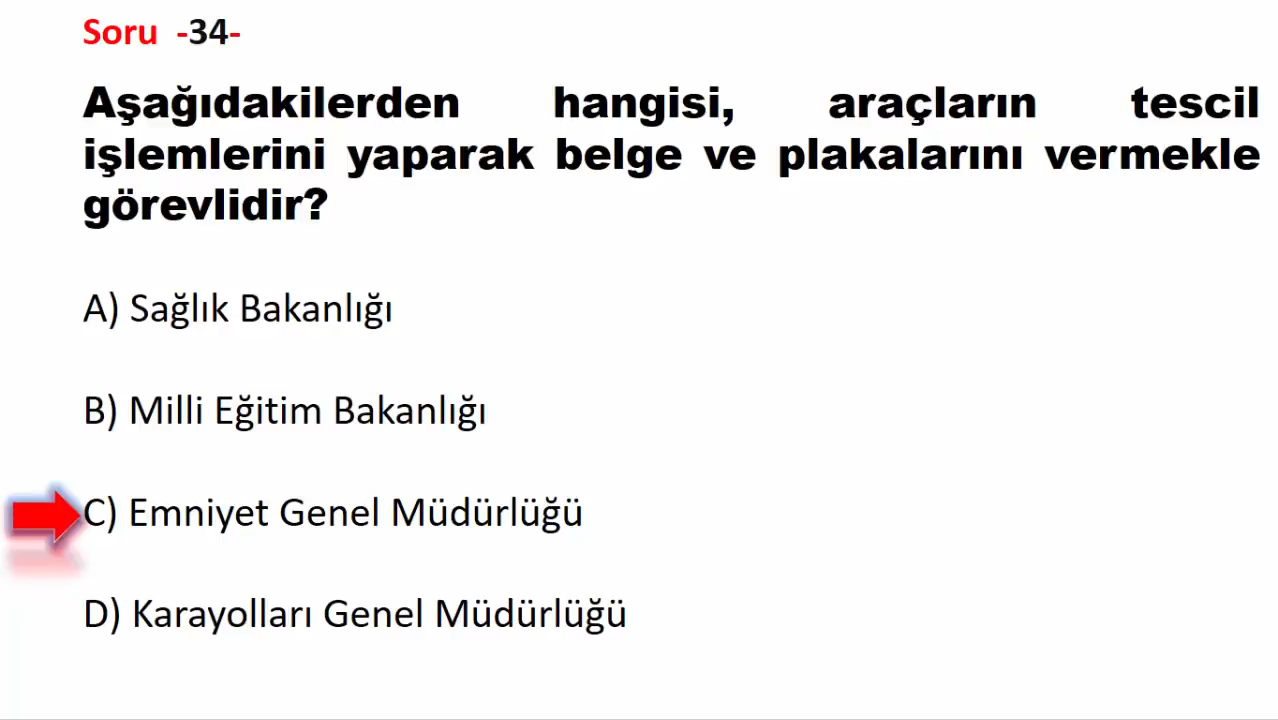 Soru -34-
Aşağıdakilerden hangisi, araçların tescil
işlemlerini yaparak belge ve plakalarını vermekle
görevlidir?
A) Sağlık Bakanlığı
B) Milli Eğitim Bakanlığı
C) Emniyet Genel Müdürlüğü
D) Karayolları Genel Müdürlüğü